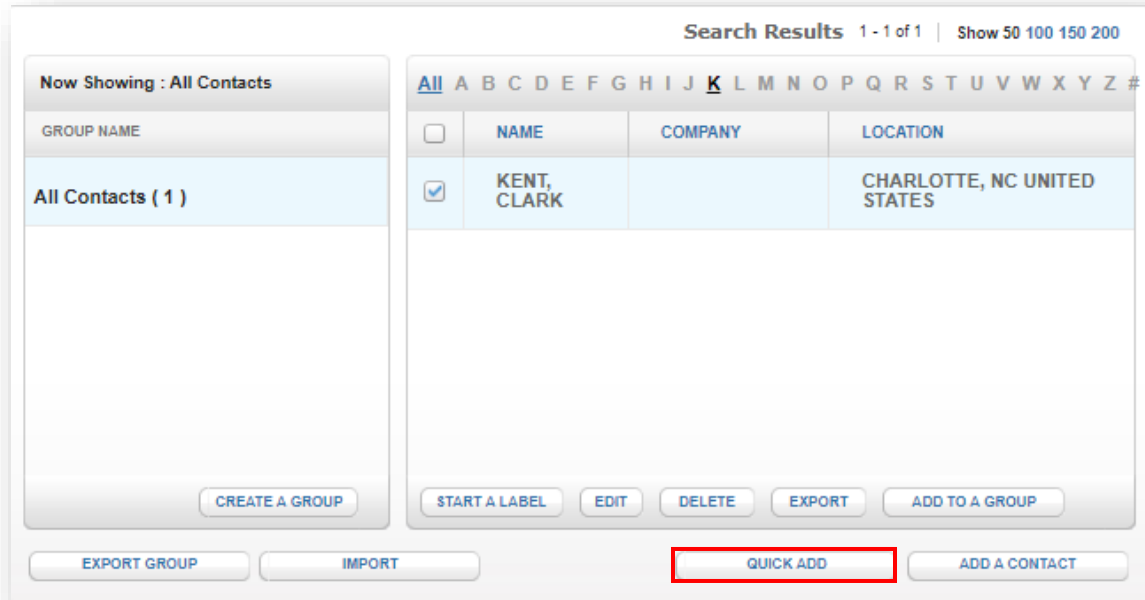 Search Results 1 - 1 of 1 | Show 50 100 150 200
Now Showing : All Contacts
All A B C D E F G H I J K L M N O P Q R S T U V W X Y Z #
GROUP NAME
NAME COMPANY LOCATION
All Contacts ( 1 )
KENT,
CLARK
CHARLOTTE, NC UNITED
STATES
CREATE A GROUP
START A LABEL EDIT DELETE EXPORT ADD TO A GROUP
EXPORT GROUP IMPORT QUICK ADD ADD A CONTACT